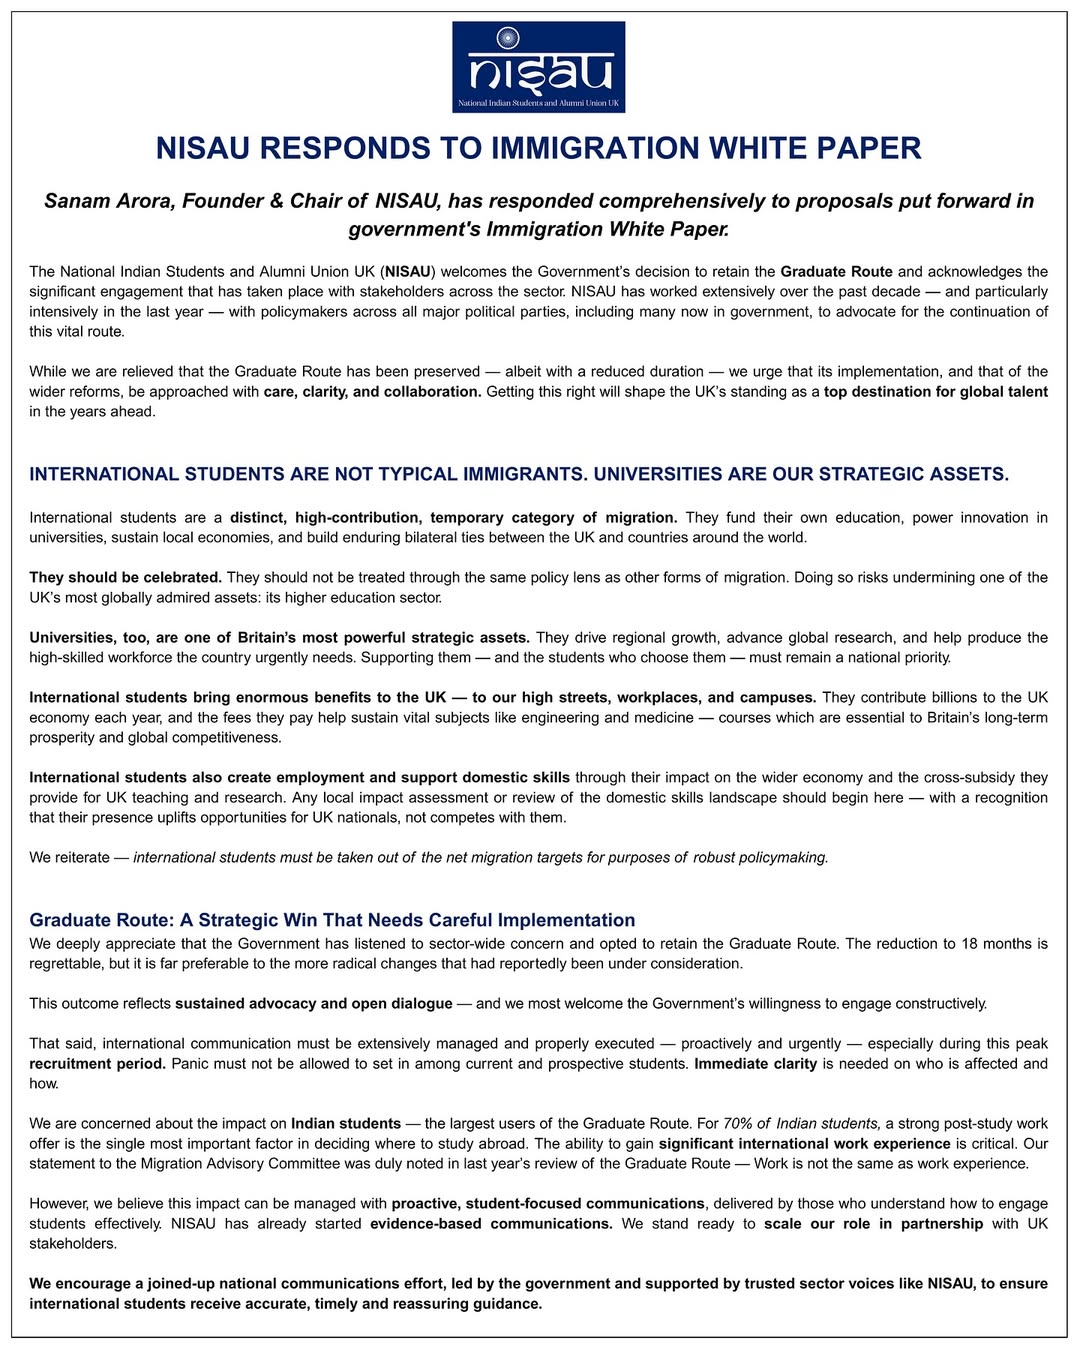 nisau
National Indian Students and Alumni Union UK
NISAU RESPONDS TO IMMIGRATION WHITE PAPER
Sanam Arora, Founder & Chair of NISAU, has responded comprehensively to proposals put forward in
government's Immigration White Paper.
The National Indian Students and Alumni Union UK (NISAU) welcomes the Government’s decision to retain the Graduate Route and acknowledges the
significant engagement that has taken place with stakeholders across the sector. NISAU has worked extensively over the past decade — and particularly
intensively in the last year — with policymakers across all major political parties, including many now in government, to advocate for the continuation of
this vital route.
While we are relieved that the Graduate Route has been preserved — albeit with a reduced duration — we urge that its implementation, and that of the
wider reforms, be approached with care, clarity, and collaboration. Getting this right will shape the UK’s standing as a top destination for global talent
in the years ahead.
INTERNATIONAL STUDENTS ARE NOT TYPICAL IMMIGRANTS. UNIVERSITIES ARE OUR STRATEGIC ASSETS.
International students are a distinct, high-contribution, temporary category of migration. They fund their own education, power innovation in
universities, sustain local economies, and build enduring bilateral ties between the UK and countries around the world.
They should be celebrated. They should not be treated through the same policy lens as other forms of migration. Doing so risks undermining one of the
UK’s most globally admired assets: its higher education sector.
Universities, too, are one of Britain’s most powerful strategic assets. They drive regional growth, advance global research, and help produce the
high-skilled workforce the country urgently needs. Supporting them — and the students who choose them — must remain a national priority.
International students bring enormous benefits to the UK — to our high streets, workplaces, and campuses. They contribute billions to the UK
economy each year, and the fees they pay help sustain vital subjects like engineering and medicine — courses which are essential to Britain’s long-term
prosperity and global competitiveness.
International students also create employment and support domestic skills through their impact on the wider economy and the cross-subsidy they
provide for UK teaching and research. Any local impact assessment or review of the domestic skills landscape should begin here — with a recognition
that their presence uplifts opportunities for UK nationals, not competes with them.
We reiterate — international students must be taken out of the net migration targets for purposes of robust policymaking.
Graduate Route: A Strategic Win That Needs Careful Implementation
We deeply appreciate that the Government has listened to sector-wide concern and opted to retain the Graduate Route. The reduction to 18 months is
regrettable, but it is far preferable to the more radical changes that had reportedly been under consideration.
This outcome reflects sustained advocacy and open dialogue — and we most welcome the Government’s willingness to engage constructively.
That said, international communication must be extensively managed and properly executed — proactively and urgently — especially during this peak
recruitment period. Panic must not be allowed to set in among current and prospective students. Immediate clarity is needed on who is affected and
how.
We are concerned about the impact on Indian students — the largest users of the Graduate Route. For 70% of Indian students, a strong post-study work
offer is the single most important factor in deciding where to study abroad. The ability to gain significant international work experience is critical. Our
statement to the Migration Advisory Committee was duly noted in last year’s review of the Graduate Route — Work is not the same as work experience.
However, we believe this impact can be managed with proactive, student-focused communications, delivered by those who understand how to engage
students effectively. NISAU has already started evidence-based communications. We stand ready to scale our role in partnership with UK
stakeholders.
We encourage a joined-up national communications effort, led by the government and supported by trusted sector voices like NISAU, to ensure
international students receive accurate, timely and reassuring guidance.